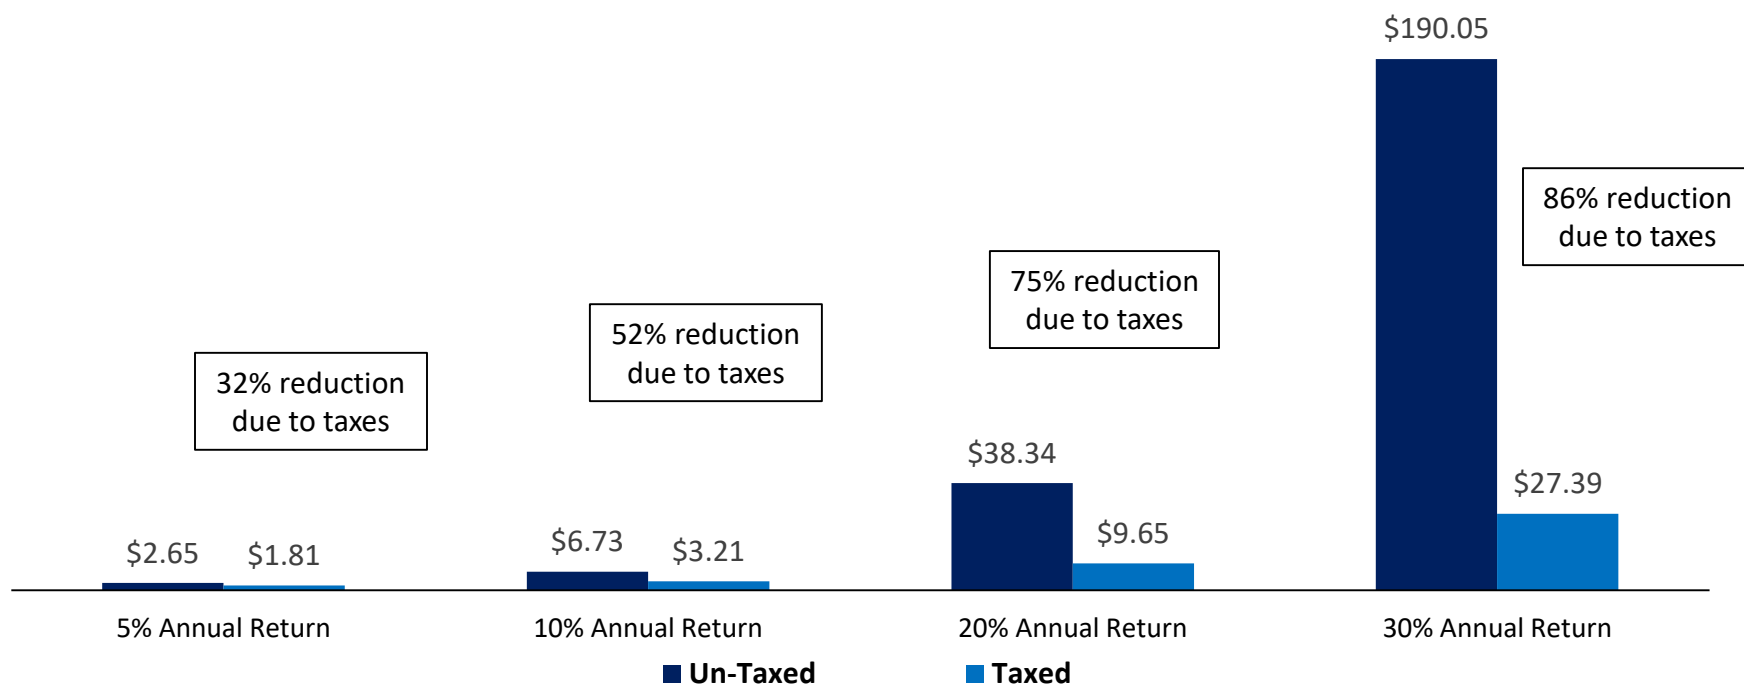 $190.05
86% reduction
due to taxes
75% reduction
due to taxes
52% reduction
due to taxes
32% reduction
due to taxes
$38.34
$27.39
$2.65
$1.81
$6.73
$3.21
$9.65
5% Annual Return
10% Annual Return
20% Annual Return
30% Annual Return
Un-Taxed
Taxed